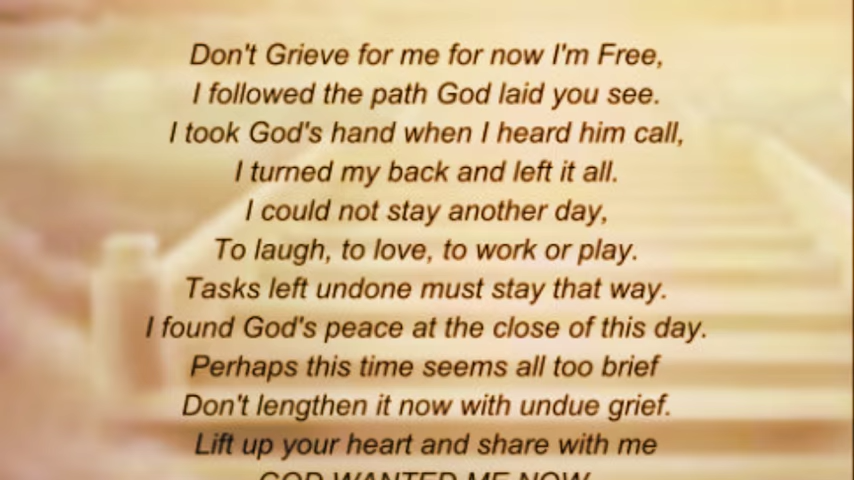 Don't Grieve for me for now I'm Free,
I followed the path God laid you see.
I took God's hand when I heard him call,
I turned my back and left it all.
I could not stay another day,
To laugh, to love, to work or play.
Tasks left undone must stay that way.
I found God's peace at the close of this day.
Perhaps this time seems all too brief
Don't lengthen it now with undue grief.
Lift up your heart and share with me
GOD WANTED ME NOW